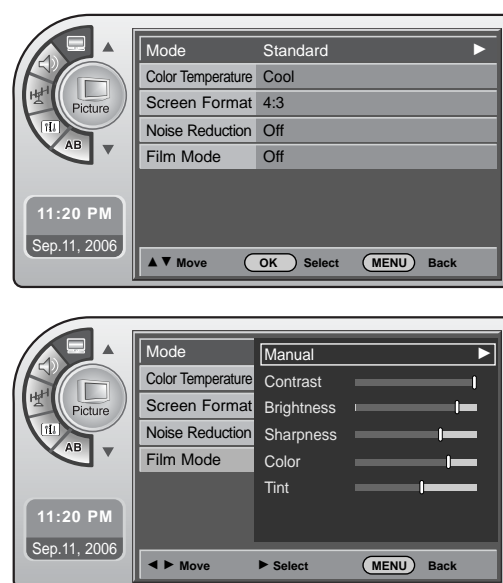 Mode Standard ▶
Color Temperature Cool
Screen Format 4:3
Noise Reduction Off
Film Mode Off
Picture
AB
11:20 PM
Sep.11, 2006
▲▼ Move OK Select MENU Back
Mode Manual ▶
Color Temperature Contrast
Screen Format Brightness
Noise Reduction Sharpness
Film Mode Color
Tint
Picture
AB
11:20 PM
Sep.11, 2006
◀ ▶ Move ▶ Select MENU Back